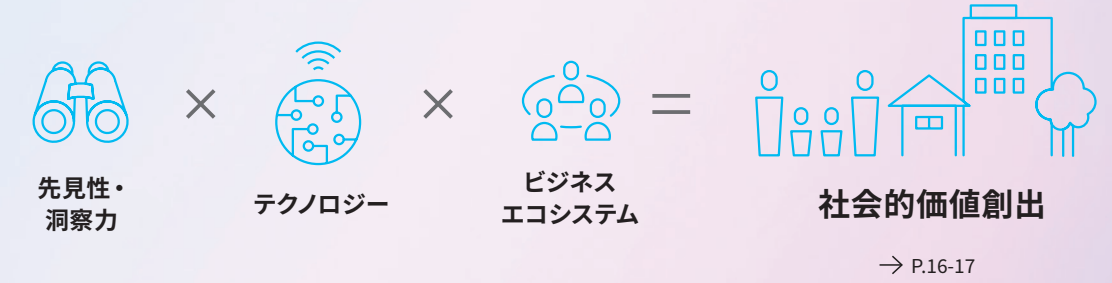 先見性・
洞察力
×
テクノロジー
×
ビジネス
エコシステム
=
社会的価値創出
→ P.16-17